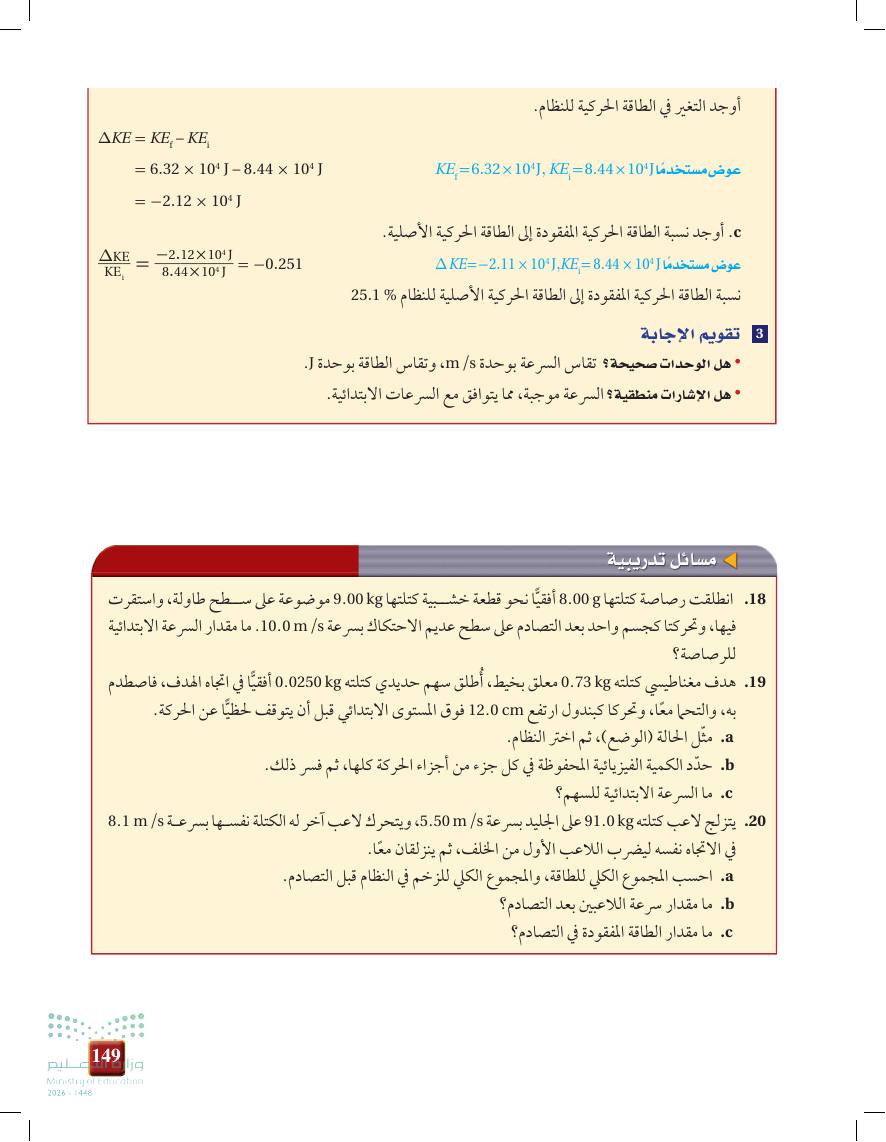 أوجد التغير في الطاقة الحركية للنظام.
ΔKE = KEf – KEi
= 6.32 × 10⁴ J – 8.44 × 10⁴ J
عوض مستخدمًا KEf=6.32×10⁴J, KEi=8.44×10⁴J
= −2.12 × 10⁴ J
c. أوجد نسبة الطاقة الحركية المفقودة إلى الطاقة الحركية الأصلية.
ΔKE/KEi = −2.12×10⁴J/8.44×10⁴J = −0.251
عوض مستخدمًا ΔKE=−2.11×10⁴J,KEi=8.44×10⁴J
نسبة الطاقة الحركية المفقودة إلى الطاقة الحركية الأصلية للنظام % 25.1
3 تقويم الإجابة
• هل الوحدات صحيحة؟ تقاس السرعة بوحدة m/s، وتقاس الطاقة بوحدة J.
• هل الإشارات منطقية؟ السرعة موجبة، مما يتوافق مع السرعات الابتدائية.
مسائل تدريبية
18. انطلقت رصاصة كتلتها 8.00 g أفقيًّا نحو قطعة خشبية كتلتها 9.00 kg موضوعة على سطح طاولة، واستقرت
فيها، وتحركتا كجسم واحد بعد التصادم على سطح عديم الاحتكاك بسرعة 10.0 m/s. ما مقدار السرعة الابتدائية
للرصاصة؟
19. هدف مغناطيسي كتلته 0.73 kg معلق بخيط، أُطلق سهم حديدي كتلته 0.0250 kg أفقيًّا في اتجاه الهدف، فاصطدم
به، والتحما معًا، وتحركا كبندول ارتفع 12.0 cm فوق المستوى الابتدائي قبل أن يتوقف لحظيًّا عن الحركة.
a. مثّل الحالة (الوضع)، ثم اختر النظام.
b. حدّد الكمية الفيزيائية المحفوظة في كل جزء من أجزاء الحركة كلها، ثم فسر ذلك.
c. ما السرعة الابتدائية للسهم؟
20. يتزلج لاعب كتلته 91.0 kg على الجليد بسرعة 5.50 m/s، ويتحرك لاعب آخر له الكتلة نفسها بسرعة 8.1 m/s
في الاتجاه نفسه ليضرب اللاعب الأول من الخلف، ثم ينزلقان معًا.
a. احسب المجموع الكلي للطاقة، والمجموع الكلي للزخم في النظام قبل التصادم.
b. ما مقدار سرعة اللاعبين بعد التصادم؟
c. ما مقدار الطاقة المفقودة في التصادم؟
149
وزارة التعليم
Ministry of Education
2026 - 1448